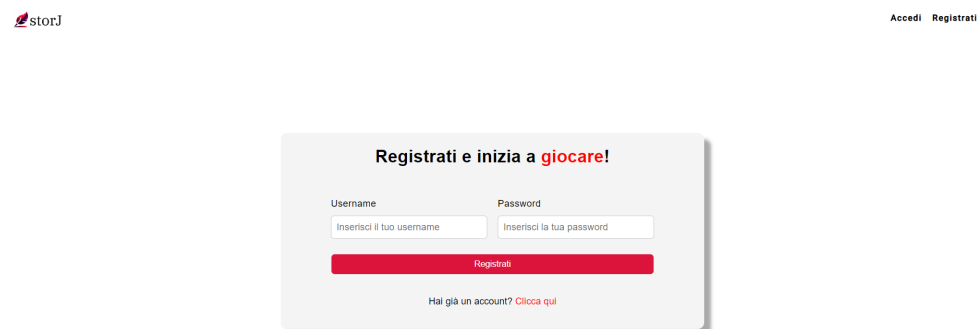 storJ
Accedi Registrati
Registrati e inizia a giocare!
Username Password
Inserisci il tuo username Inserisci la tua password
Registrati
Hai già un account? Clicca qui